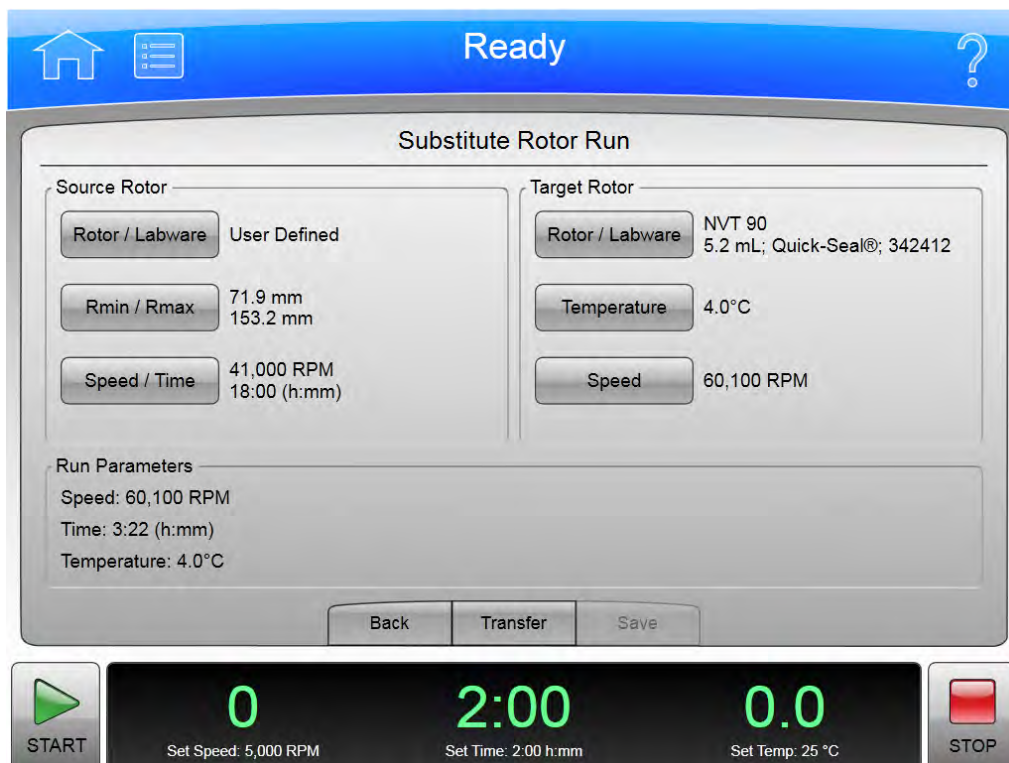 Ready
Substitute Rotor Run
Source Rotor
Rotor / Labware
User Defined
Rmin / Rmax
71.9 mm
153.2 mm
Speed / Time
41,000 RPM
18:00 (h:mm)
Target Rotor
Rotor / Labware
NVT 90
5.2 mL; Quick-Seal®; 342412
Temperature
4.0°C
Speed
60,100 RPM
Run Parameters
Speed: 60,100 RPM
Time: 3:22 (h:mm)
Temperature: 4.0°C
Back
Transfer
Save
START
0
Set Speed: 5,000 RPM
2:00
Set Time: 2:00 h:mm
0.0
Set Temp: 25 °C
STOP